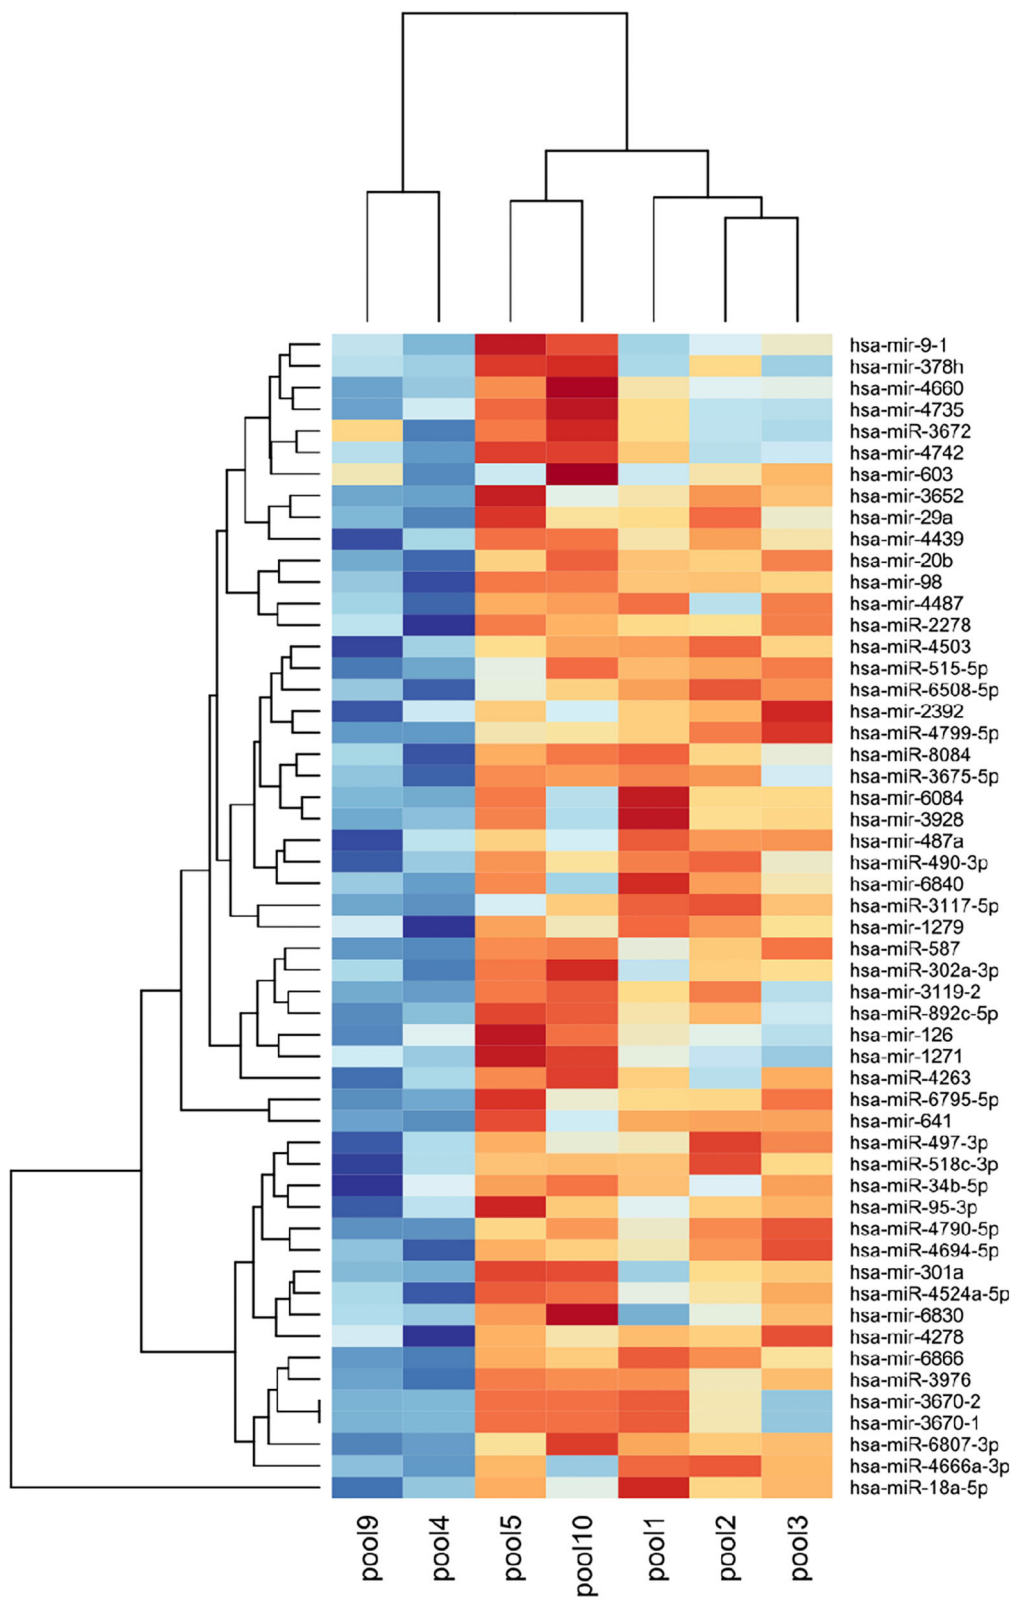 hsa-mir-9-1
hsa-mir-378h
hsa-mir-4660
hsa-mir-4735
hsa-miR-3672
hsa-mir-4742
hsa-mir-603
hsa-mir-3652
hsa-mir-29a
hsa-mir-4439
hsa-mir-20b
hsa-mir-98
hsa-mir-4487
hsa-miR-2278
hsa-miR-4503
hsa-miR-515-5p
hsa-miR-6508-5p
hsa-mir-2392
hsa-miR-4799-5p
hsa-miR-8084
hsa-miR-3675-5p
hsa-mir-6084
hsa-mir-3928
hsa-mir-487a
hsa-miR-490-3p
hsa-mir-6840
hsa-miR-3117-5p
hsa-mir-1279
hsa-miR-587
hsa-miR-302a-3p
hsa-mir-3119-2
hsa-miR-892c-5p
hsa-mir-126
hsa-mir-1271
hsa-miR-4263
hsa-miR-6795-5p
hsa-mir-641
hsa-miR-497-3p
hsa-miR-518c-3p
hsa-miR-34b-5p
hsa-miR-95-3p
hsa-miR-4790-5p
hsa-miR-4694-5p
hsa-mir-301a
hsa-miR-4524a-5p
hsa-mir-6830
hsa-mir-4278
hsa-mir-6866
hsa-miR-3976
hsa-mir-3670-2
hsa-mir-3670-1
hsa-miR-6807-3p
hsa-miR-4666a-3p
hsa-miR-18a-5p
pool9
pool4
pool5
pool10
pool1
pool2
pool3